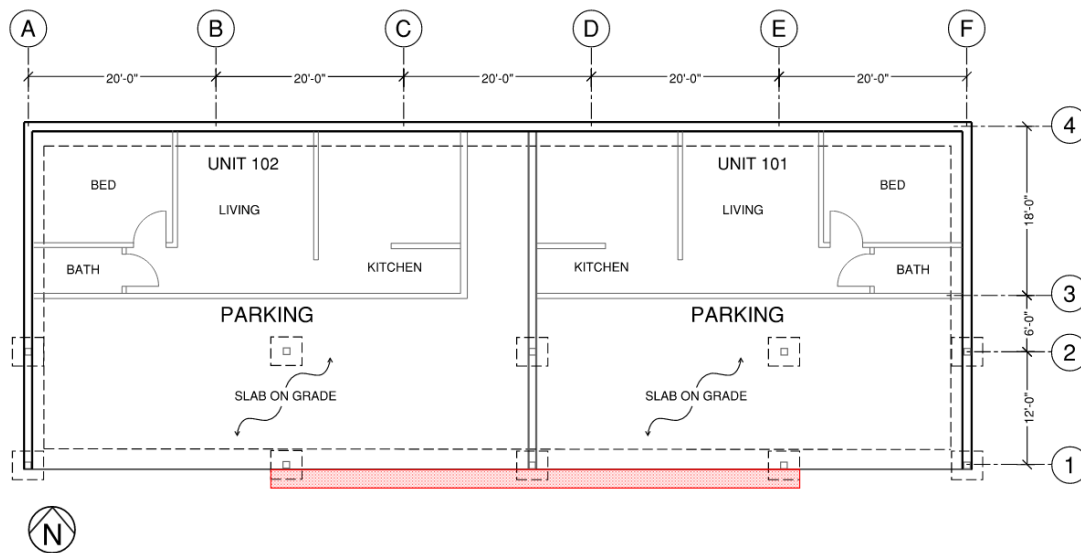 A B C D E F
20'-0" 20'-0" 20'-0" 20'-0" 20'-0"
4
UNIT 102 UNIT 101
BED BED
LIVING LIVING
18'-0"
BATH KITCHEN KITCHEN BATH
3
PARKING PARKING
6'-0"
2
SLAB ON GRADE SLAB ON GRADE
12'-0"
1
N